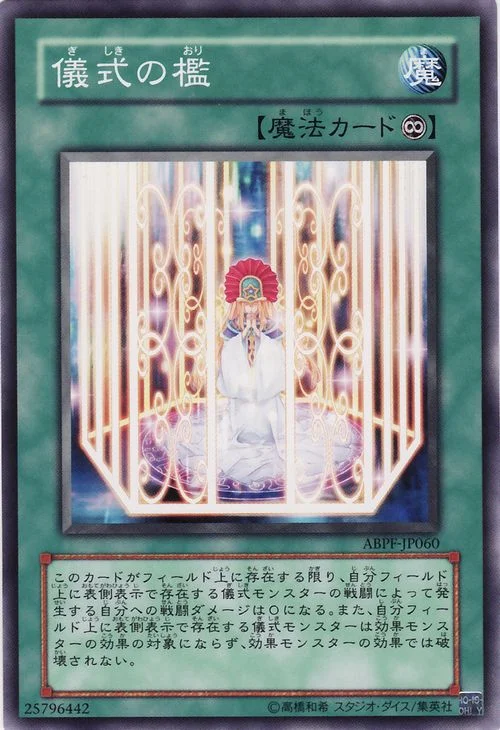 儀式の檻
魔
【魔法カード】
ABPF-JP060
このカードがフィールド上に存在する限り、自分フィールド
上に表側表示で存在する儀式モンスターの戦闘によって発
生する自分への戦闘ダメージは0になる。また、自分フィー
ルド上に表側表示で存在する儀式モンスターは効果モンス
ターの効果の対象にならず、効果モンスターの効果では破
壊されない。
25796442
©高橋和希 スタジオ・ダイス/集英社